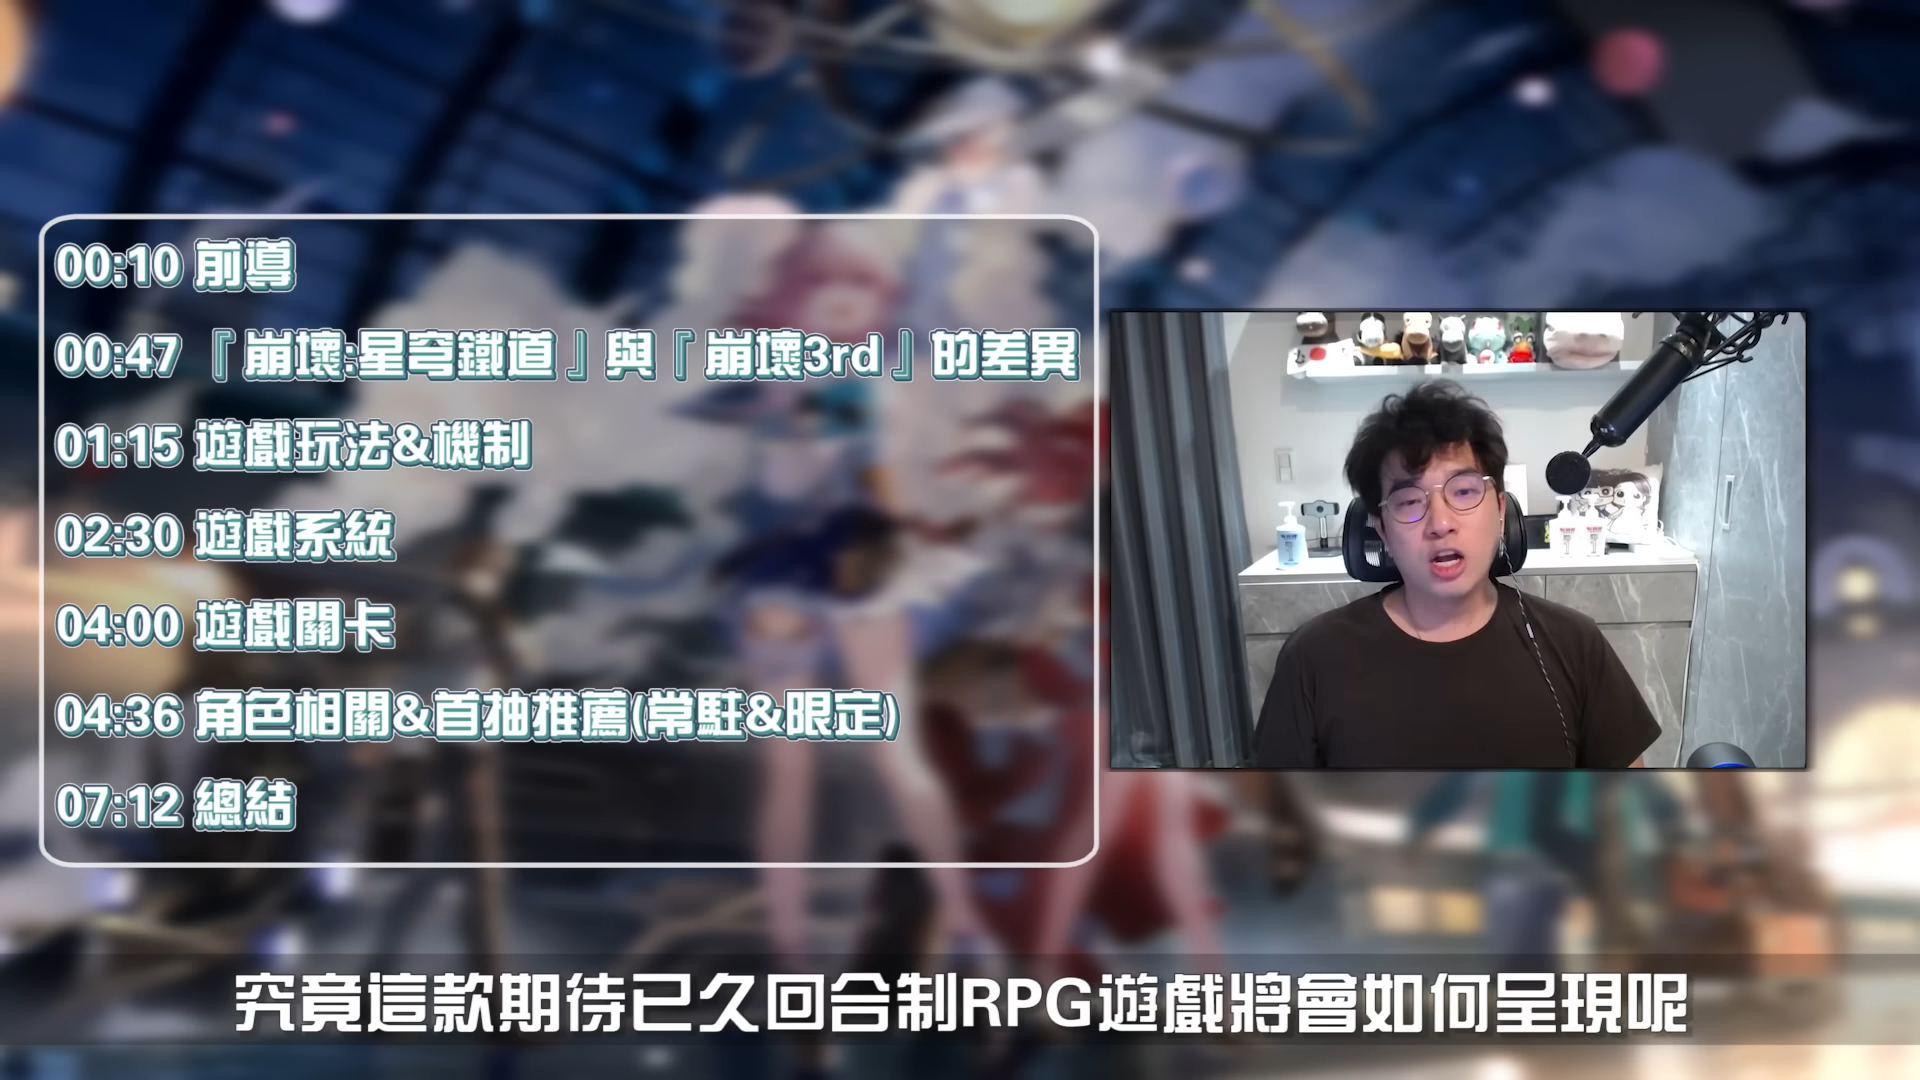 00:10 前導
00:47 『崩壞:星穹鐵道』與『崩壞3rd』的差異
01:15 遊戲玩法&機制
02:30 遊戲系統
04:00 遊戲關卡
04:36 角色相關&首抽推薦(常駐&限定)
07:12 總結
究竟這款期待已久回合制RPG遊戲將會如何呈現呢